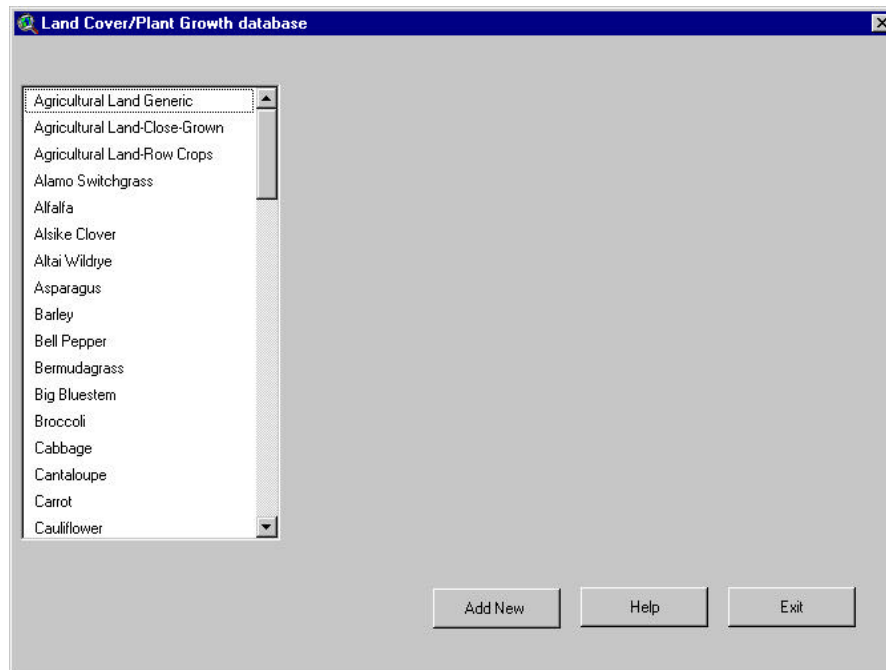 Land Cover/Plant Growth database
Agricultural Land Generic
Agricultural Land-Close-Grown
Agricultural Land-Row Crops
Alamo Switchgrass
Alfalfa
Alsike Clover
Altai Wildrye
Asparagus
Barley
Bell Pepper
Bermudagrass
Big Bluestem
Broccoli
Cabbage
Cantaloupe
Carrot
Cauliflower
Add New Help Exit